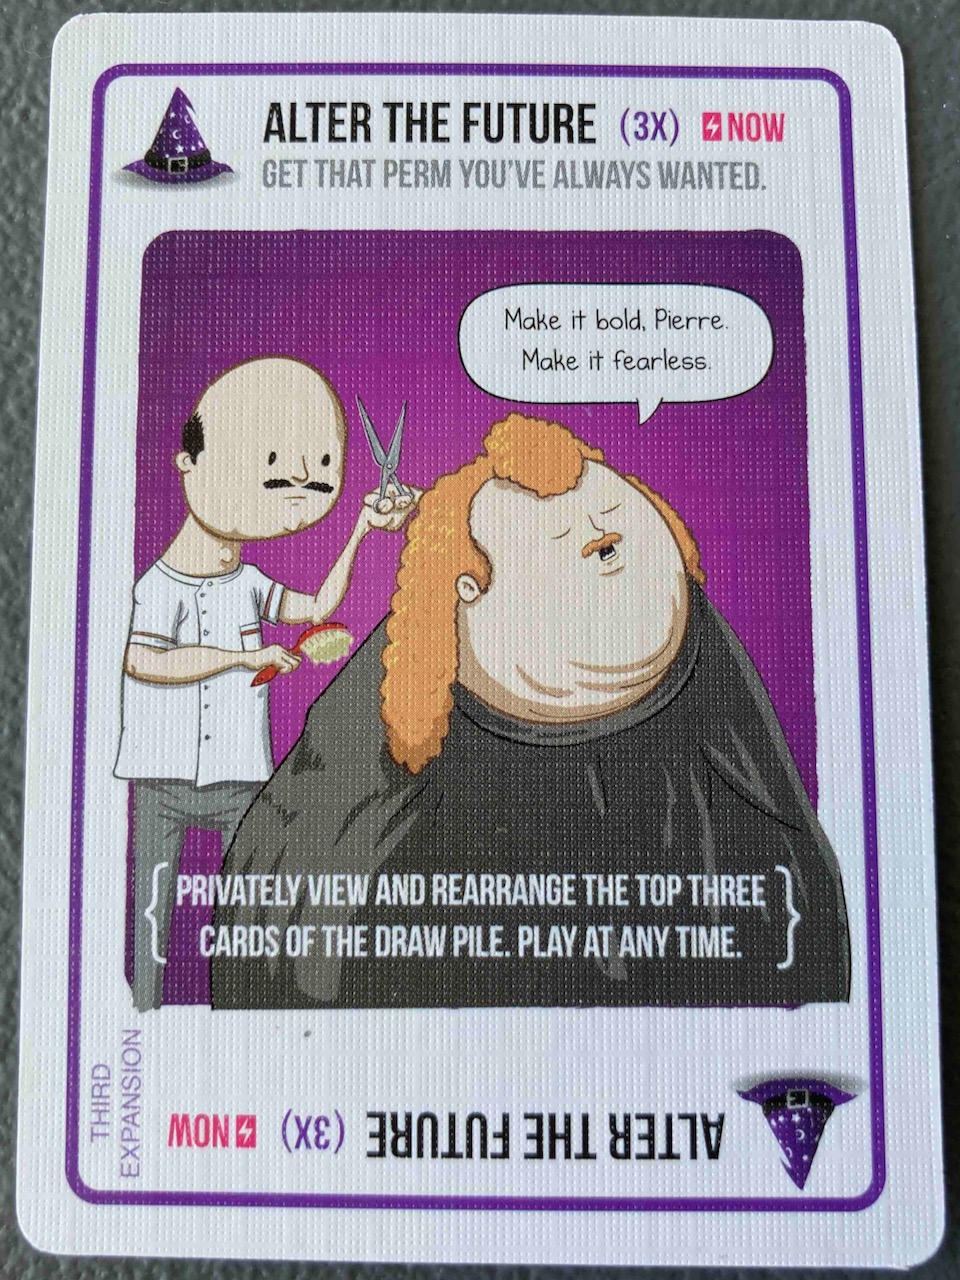 ALTER THE FUTURE (3X) NOW
GET THAT PERM YOU'VE ALWAYS WANTED.
Make it bold, Pierre.
Make it fearless.
{PRIVATELY VIEW AND REARRANGE THE TOP THREE
CARDS OF THE DRAW PILE. PLAY AT ANY TIME.}
THIRD
EXPANSION
ALTER THE FUTURE (3X) NOW